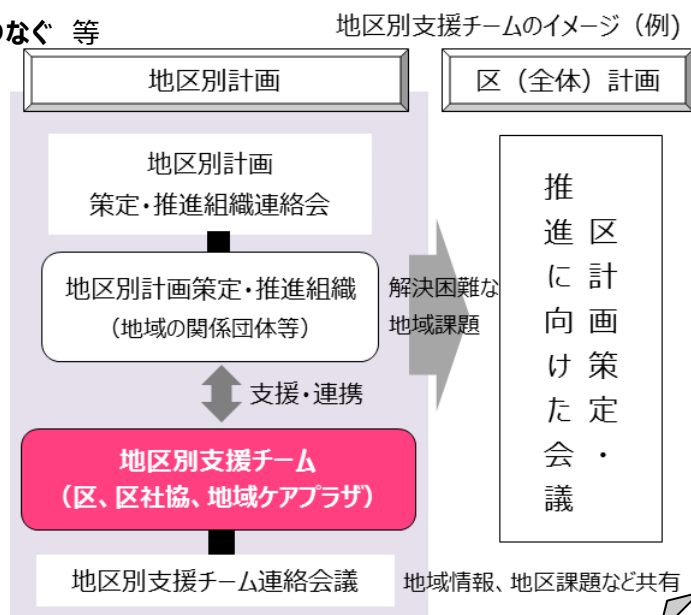 つなぐ 等
地区別支援チームのイメージ（例）
地区別計画
区（全体）計画
地区別計画
策定・推進組織連絡会
地区別計画策定・推進組織
（地域の関係団体等）
解決困難な
地域課題
支援・連携
地区別支援チーム
（区、区社協、地域ケアプラザ）
地区別支援チーム連絡会議
地域情報、地区課題など共有
区計画策定・
推進に向けた会議